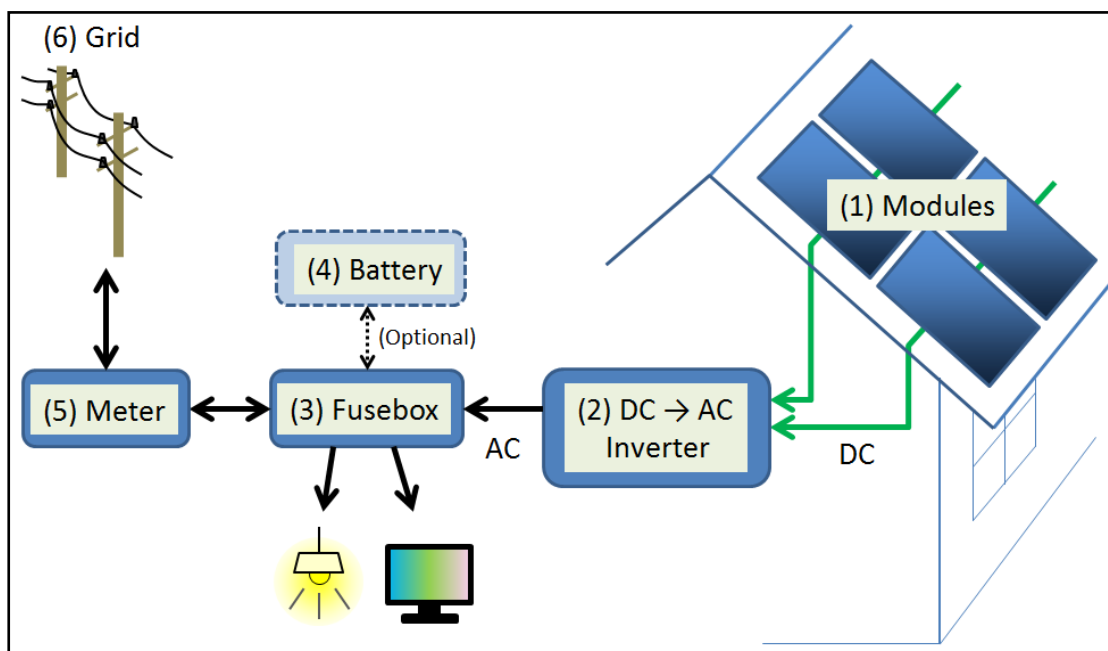 (6) Grid
(1) Modules
(4) Battery
(Optional)
(5) Meter
(3) Fusebox
(2) DC → AC
Inverter
AC
DC